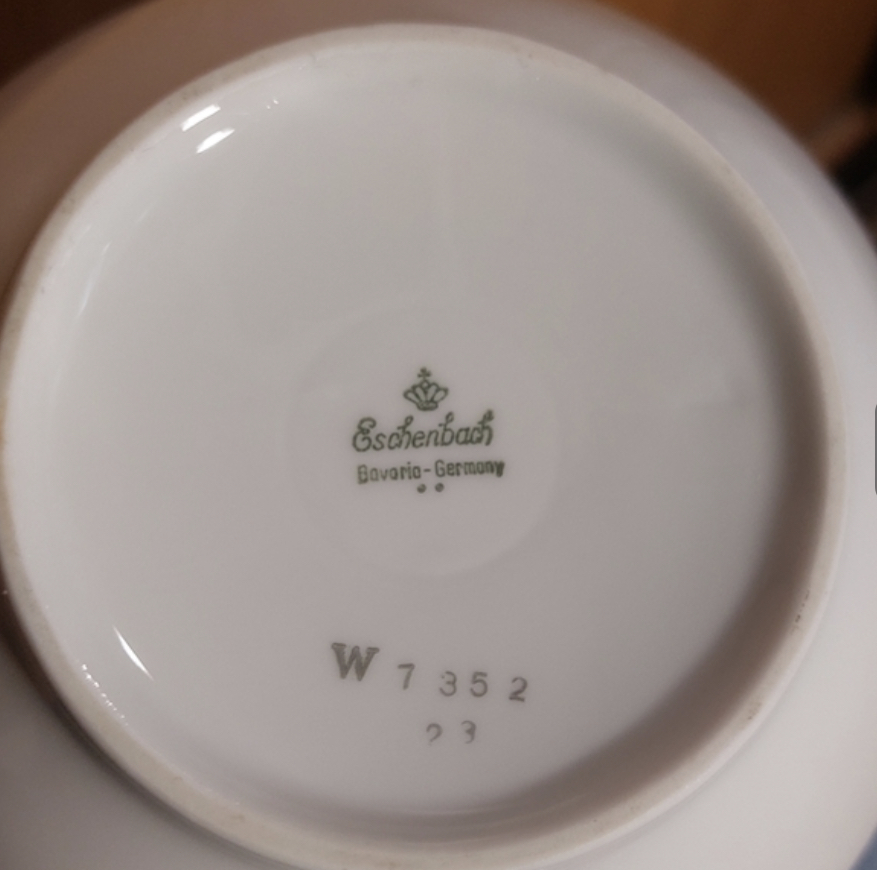 Eschenbach
Bavaria-Germany
W 7352
23